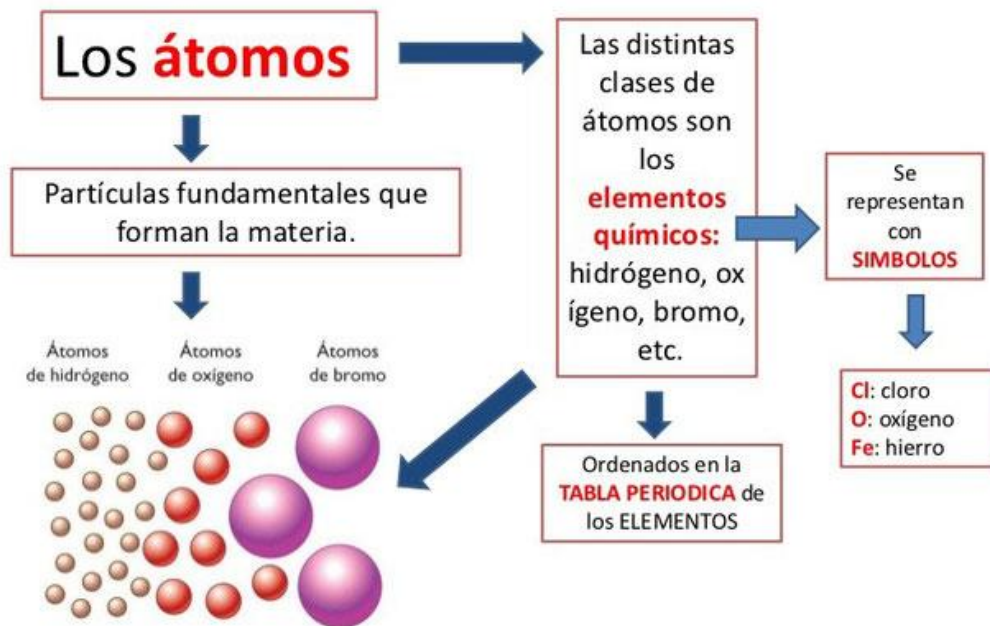 Los átomos
Partículas fundamentales que
forman la materia.
Átomos
de hidrógeno
Átomos
de oxígeno
Átomos
de bromo
Las distintas
clases de
átomos son
los
elementos
químicos:
hidrógeno, ox
ígeno, bromo,
etc.
Ordenados en la
TABLA PERIODICA de
los ELEMENTOS
Se
representan
con
SIMBOLOS
Cl: cloro
O: oxígeno
Fe: hierro